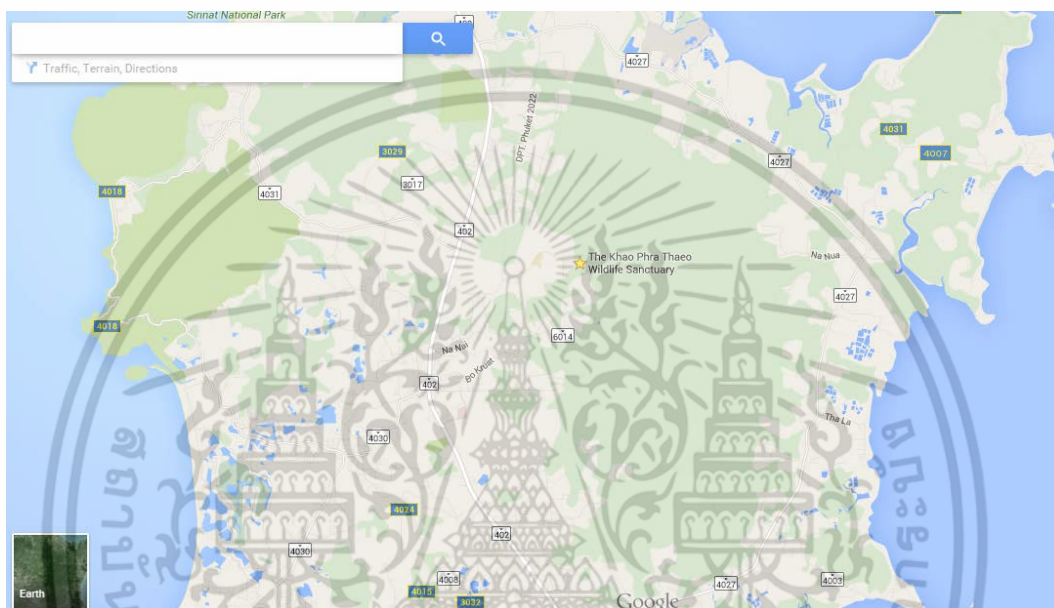 Sirinat National Park
402
Traffic, Terrain, Directions
4027
DPT. Phuket 2022
4031
3029
4007
4027
4018
4031
3017
402
The Khao Phra Thaeo
Wildlife Sanctuary
Na Nua
4027
4018
6014
Na Nai
Bo Kruat
402
Tha La
4030
4024
402
4030
4008
4027
4003
Earth
4015
3032
Google